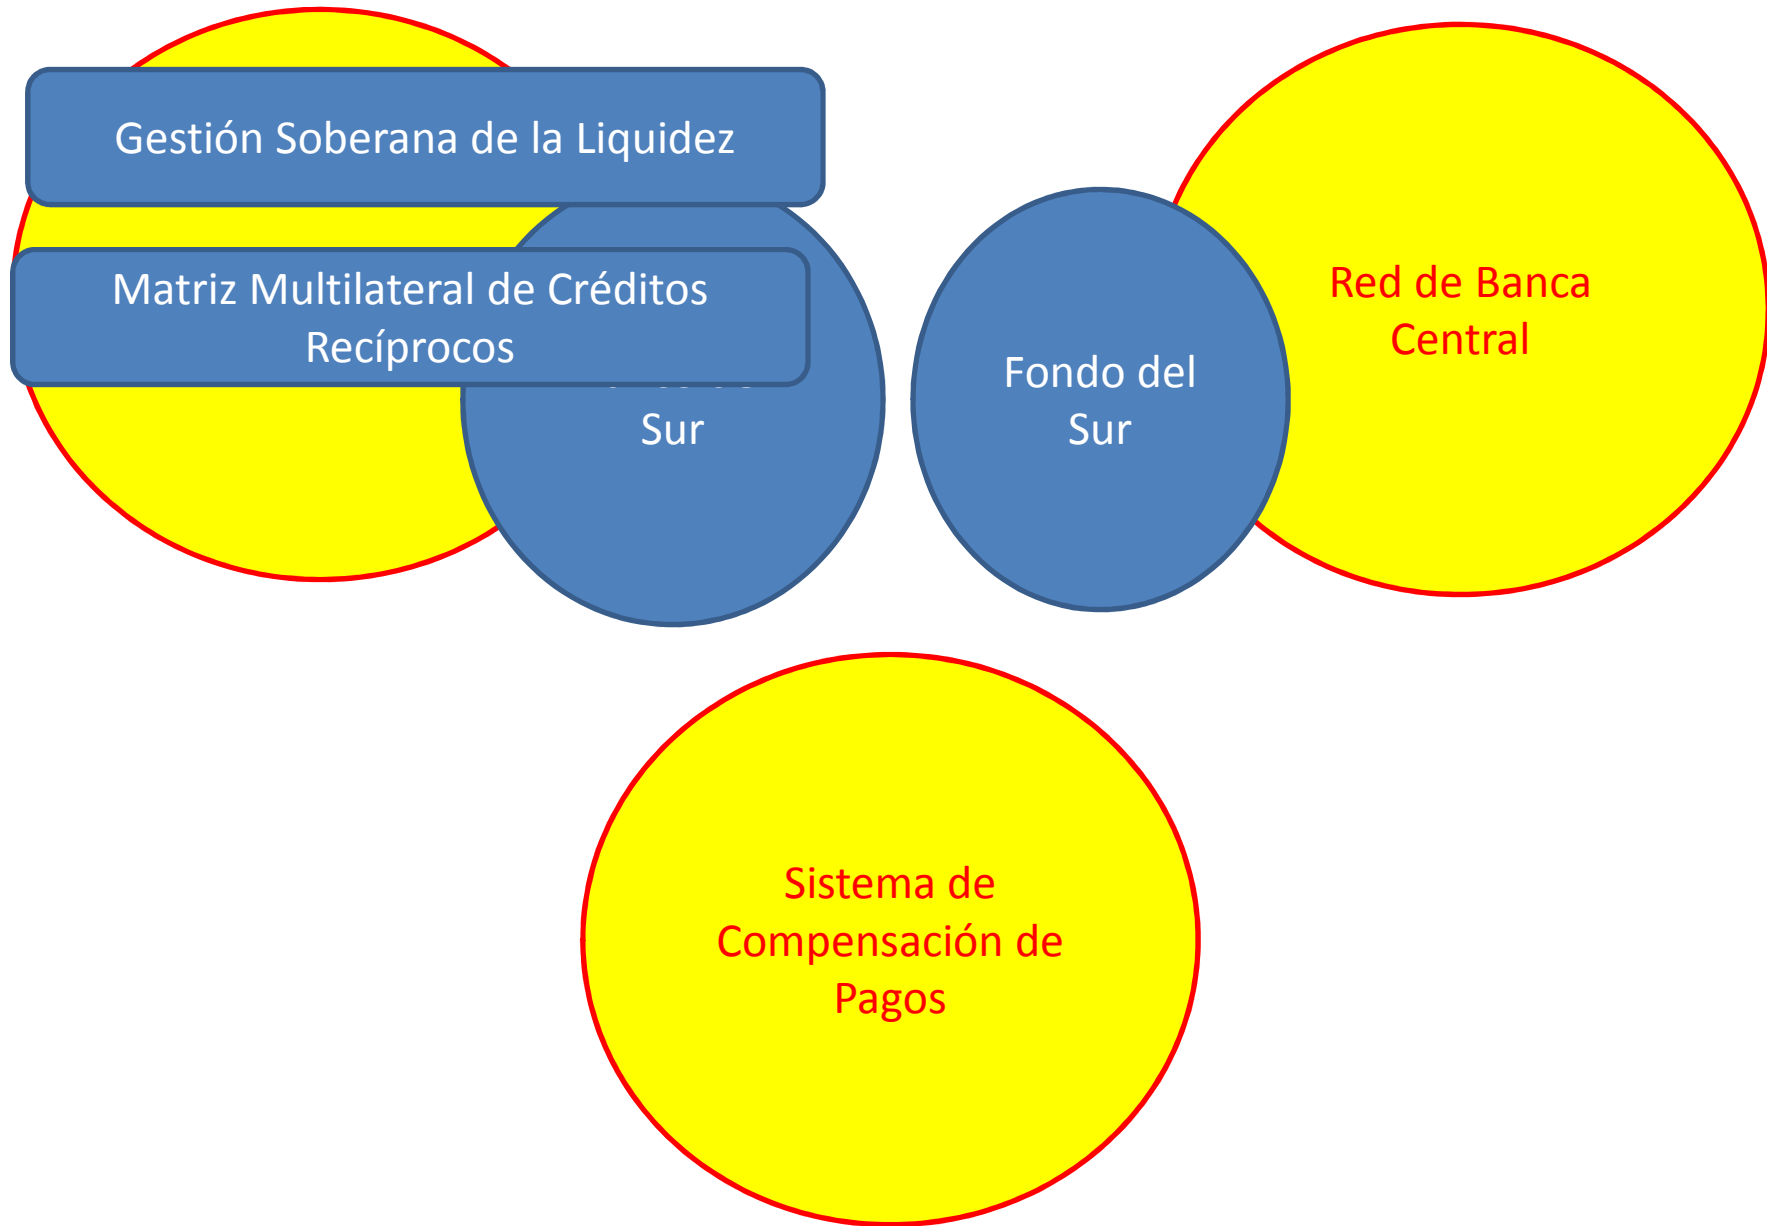 Gestión Soberana de la Liquidez
Matriz Multilateral de Créditos
Recíprocos
Sur
Fondo del
Sur
Red de Banca
Central
Sistema de
Compensación de
Pagos